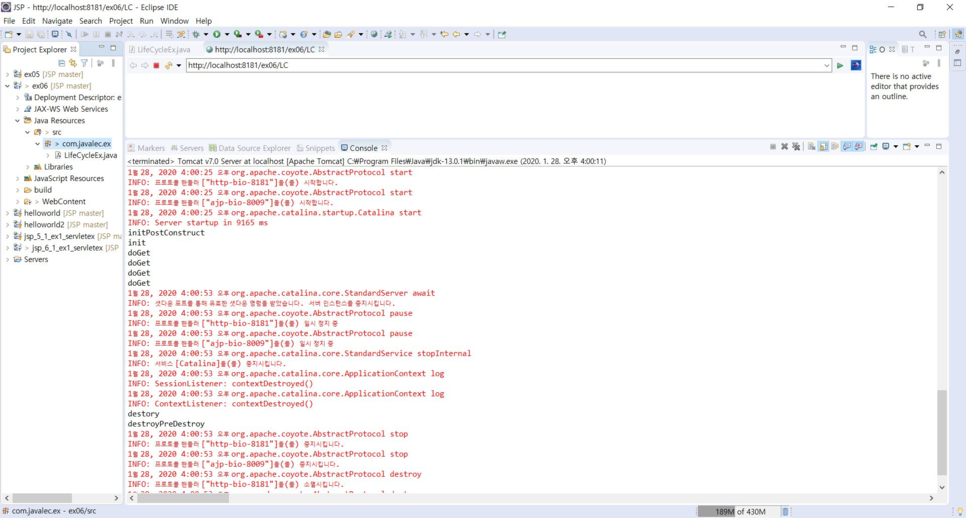 JSP - http://localhost:8181/ex06/LC - Eclipse IDE
File Edit Navigate Search Project Run Window Help
Project Explorer
ex05 [JSP master]
> ex06 [JSP master]
Deployment Descriptor: e
JAX-WS Web Services
Java Resources
> src
> com.javalec.ex
LifeCycleEx.java
Libraries
JavaScript Resources
build
> WebContent
helloworld [JSP master]
helloworld2 [JSP master]
jsp_5_1_ex1_servletex [JSP ma
> jsp_6_1_ex1_servletex [JSP
Servers
LifeCycleEx.java
http://localhost:8181/ex06/LC
http://localhost:8181/ex06/LC
There is no active
editor that provides
an outline.
Markers Servers Data Source Explorer Snippets Console
<terminated> Tomcat v7.0 Server at localhost [Apache Tomcat] C:₩Program Files₩Java₩jdk-13.0.1₩bin₩javaw.exe (2020. 1. 28. 오후 4:00:11)
1월 28, 2020 4:00:25 오후 org.apache.coyote.AbstractProtocol start
INFO: 프로토콜 핸들러 ["http-bio-8181"]을(를) 시작합니다.
1월 28, 2020 4:00:25 오후 org.apache.coyote.AbstractProtocol start
INFO: 프로토콜 핸들러 ["ajp-bio-8009"]을(를) 시작합니다.
1월 28, 2020 4:00:25 오후 org.apache.catalina.startup.Catalina start
INFO: Server startup in 9165 ms
initPostConstruct
init
doGet
doGet
doGet
doGet
1월 28, 2020 4:00:53 오후 org.apache.catalina.core.StandardServer await
INFO: 셧다운 포트를 통해 유효한 셧다운 명령을 받았습니다. 서버 인스턴스를 중지시킵니다.
1월 28, 2020 4:00:53 오후 org.apache.coyote.AbstractProtocol pause
INFO: 프로토콜 핸들러 ["http-bio-8181"]을(를) 일시 정지 중
1월 28, 2020 4:00:53 오후 org.apache.coyote.AbstractProtocol pause
INFO: 프로토콜 핸들러 ["ajp-bio-8009"]을(를) 일시 정지 중
1월 28, 2020 4:00:53 오후 org.apache.catalina.core.StandardService stopInternal
INFO: 서비스 [Catalina]을(를) 중지시킵니다.
1월 28, 2020 4:00:53 오후 org.apache.catalina.core.ApplicationContext log
INFO: SessionListener: contextDestroyed()
1월 28, 2020 4:00:53 오후 org.apache.catalina.core.ApplicationContext log
INFO: ContextListener: contextDestroyed()
destory
destroyPreDestroy
1월 28, 2020 4:00:53 오후 org.apache.coyote.AbstractProtocol stop
INFO: 프로토콜 핸들러 ["http-bio-8181"]을(를) 중지시킵니다.
1월 28, 2020 4:00:53 오후 org.apache.coyote.AbstractProtocol stop
INFO: 프로토콜 핸들러 ["ajp-bio-8009"]을(를) 중지시킵니다.
1월 28, 2020 4:00:53 오후 org.apache.coyote.AbstractProtocol destroy
INFO: 프로토콜 핸들러 ["http-bio-8181"]을(를) 소멸시킵니다.
com.javalec.ex - ex06/src
189M of 430M